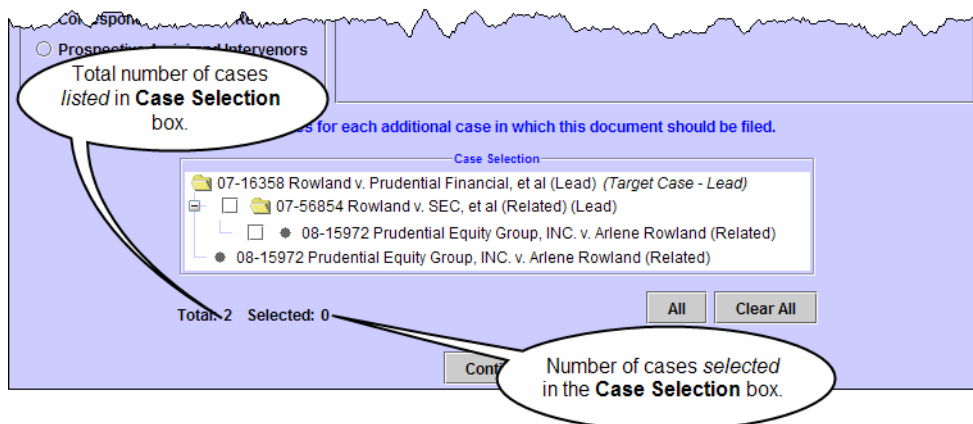 Prospective
Intervenors
Total number of cases
listed in Case Selection
box.
for each additional case in which this document should be filed.
Case Selection
07-16358 Rowland v. Prudential Financial, et al (Lead) (Target Case - Lead)
07-56854 Rowland v. SEC, et al (Related) (Lead)
08-15972 Prudential Equity Group, INC. v. Arlene Rowland (Related)
08-15972 Prudential Equity Group, INC. v. Arlene Rowland (Related)
Total: 2 Selected: 0
All Clear All
Number of cases selected
in the Case Selection box.